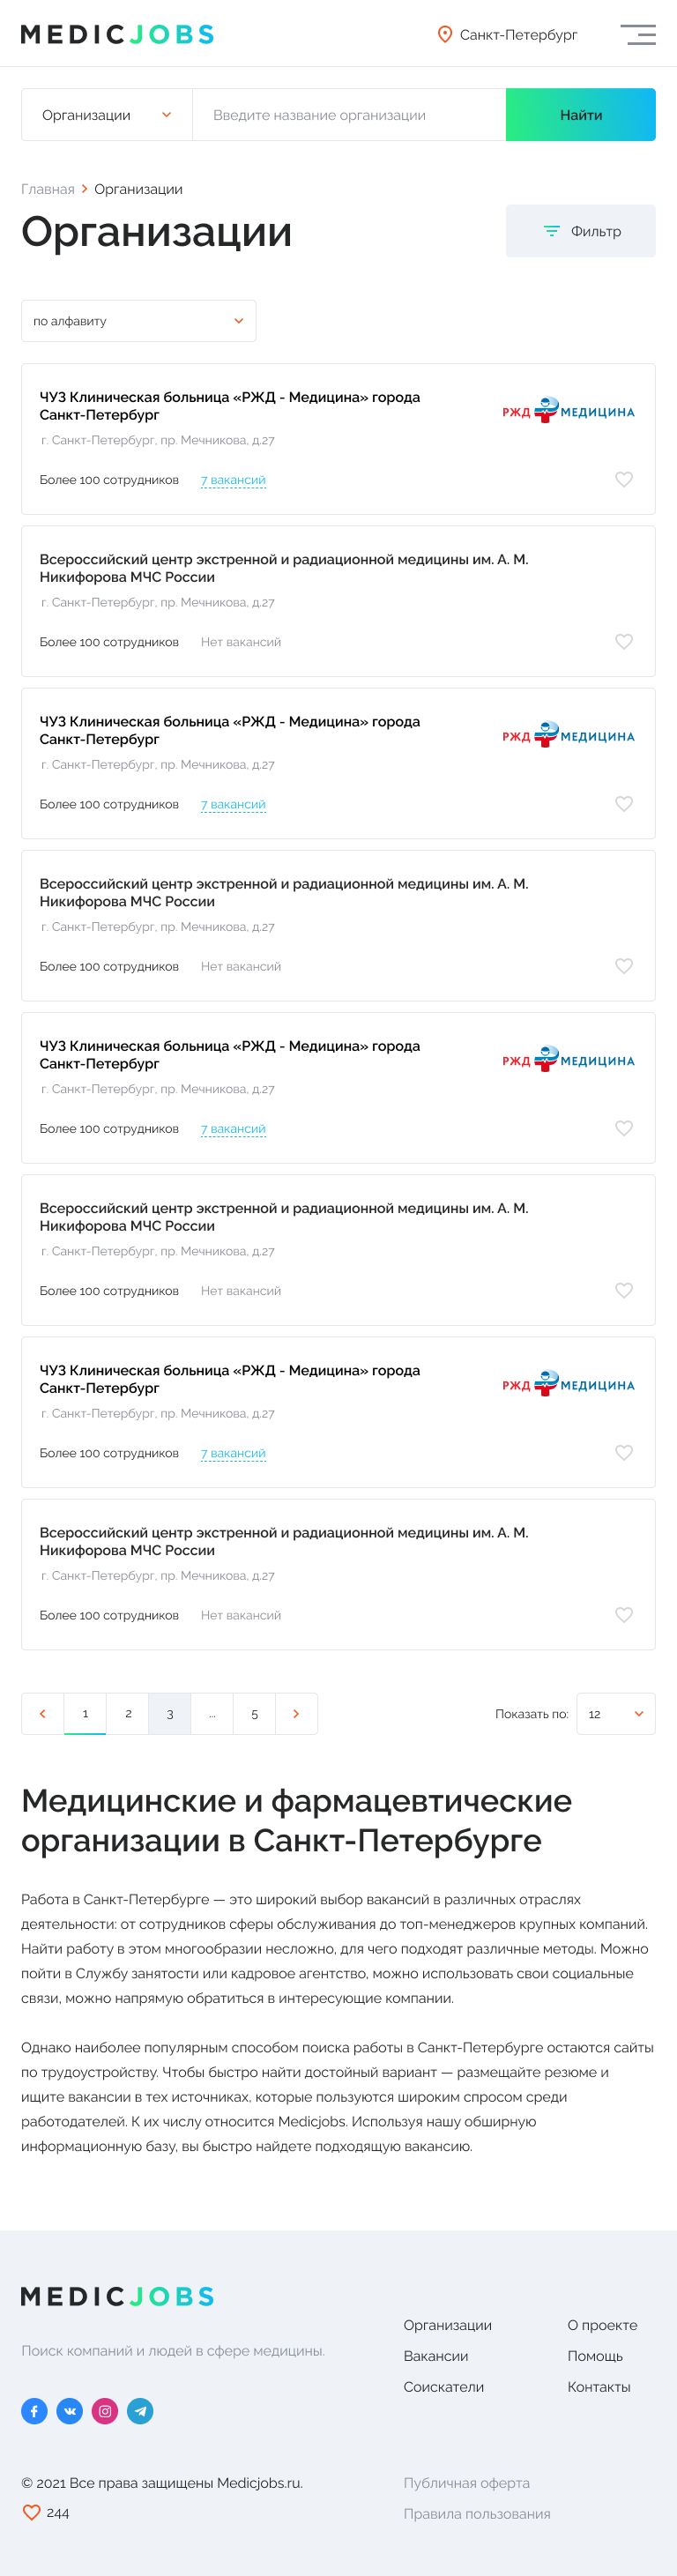 MEDICJOBS
Санкт-Петербург
Организации
Введите название организации
Найти
Главная > Организации
Организации
Фильтр
по алфавиту
ЧУЗ Клиническая больница «РЖД - Медицина» города
Санкт-Петербург
РЖД МЕДИЦИНА
г. Санкт-Петербург, пр. Мечникова, д.27
Более 100 сотрудников 7 вакансий
Всероссийский центр экстренной и радиационной медицины им. А. М.
Никифорова МЧС России
г. Санкт-Петербург, пр. Мечникова, д.27
Более 100 сотрудников Нет вакансий
ЧУЗ Клиническая больница «РЖД - Медицина» города
Санкт-Петербург
РЖД МЕДИЦИНА
г. Санкт-Петербург, пр. Мечникова, д.27
Более 100 сотрудников 7 вакансий
Всероссийский центр экстренной и радиационной медицины им. А. М.
Никифорова МЧС России
г. Санкт-Петербург, пр. Мечникова, д.27
Более 100 сотрудников Нет вакансий
ЧУЗ Клиническая больница «РЖД - Медицина» города
Санкт-Петербург
РЖД МЕДИЦИНА
г. Санкт-Петербург, пр. Мечникова, д.27
Более 100 сотрудников 7 вакансий
Всероссийский центр экстренной и радиационной медицины им. А. М.
Никифорова МЧС России
г. Санкт-Петербург, пр. Мечникова, д.27
Более 100 сотрудников Нет вакансий
ЧУЗ Клиническая больница «РЖД - Медицина» города
Санкт-Петербург
РЖД МЕДИЦИНА
г. Санкт-Петербург, пр. Мечникова, д.27
Более 100 сотрудников 7 вакансий
Всероссийский центр экстренной и радиационной медицины им. А. М.
Никифорова МЧС России
г. Санкт-Петербург, пр. Мечникова, д.27
Более 100 сотрудников Нет вакансий
1 2 3 ... 5
Показать по: 12
Медицинские и фармацевтические
организации в Санкт-Петербурге
Работа в Санкт-Петербурге — это широкий выбор вакансий в различных отраслях
деятельности: от сотрудников сферы обслуживания до топ-менеджеров крупных компаний.
Найти работу в этом многообразии несложно, для чего подходят различные методы. Можно
пойти в Службу занятости или кадровое агентство, можно использовать свои социальные
связи, можно напрямую обратиться в интересующие компании.
Однако наиболее популярным способом поиска работы в Санкт-Петербурге остаются сайты
по трудоустройству. Чтобы быстро найти достойный вариант — размещайте резюме и
ищите вакансии в тех источниках, которые пользуются широким спросом среди
работодателей. К их числу относится Medicjobs. Используя нашу обширную
информационную базу, вы быстро найдете подходящую вакансию.
MEDICJOBS
Поиск компаний и людей в сфере медицины.
Организации
Вакансии
Соискатели
О проекте
Помощь
Контакты
© 2021 Все права защищены Medicjobs.ru.
244
Публичная оферта
Правила пользования